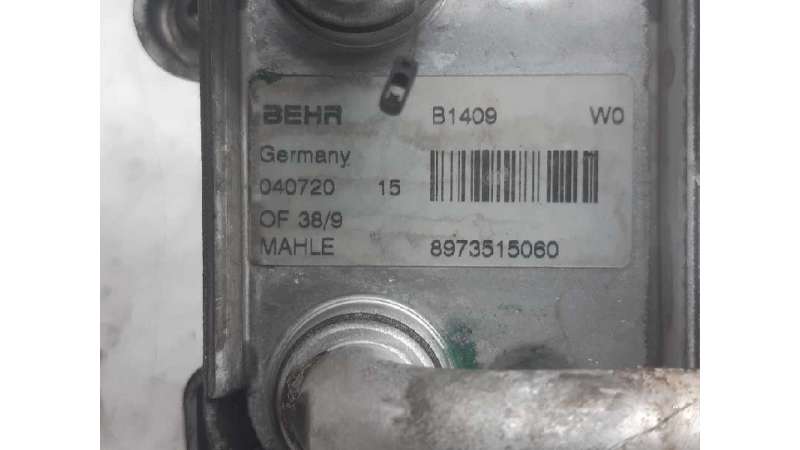 BEHR B1409 W0
Germany
040720 15
OF 38/9
MAHLE 8973515060